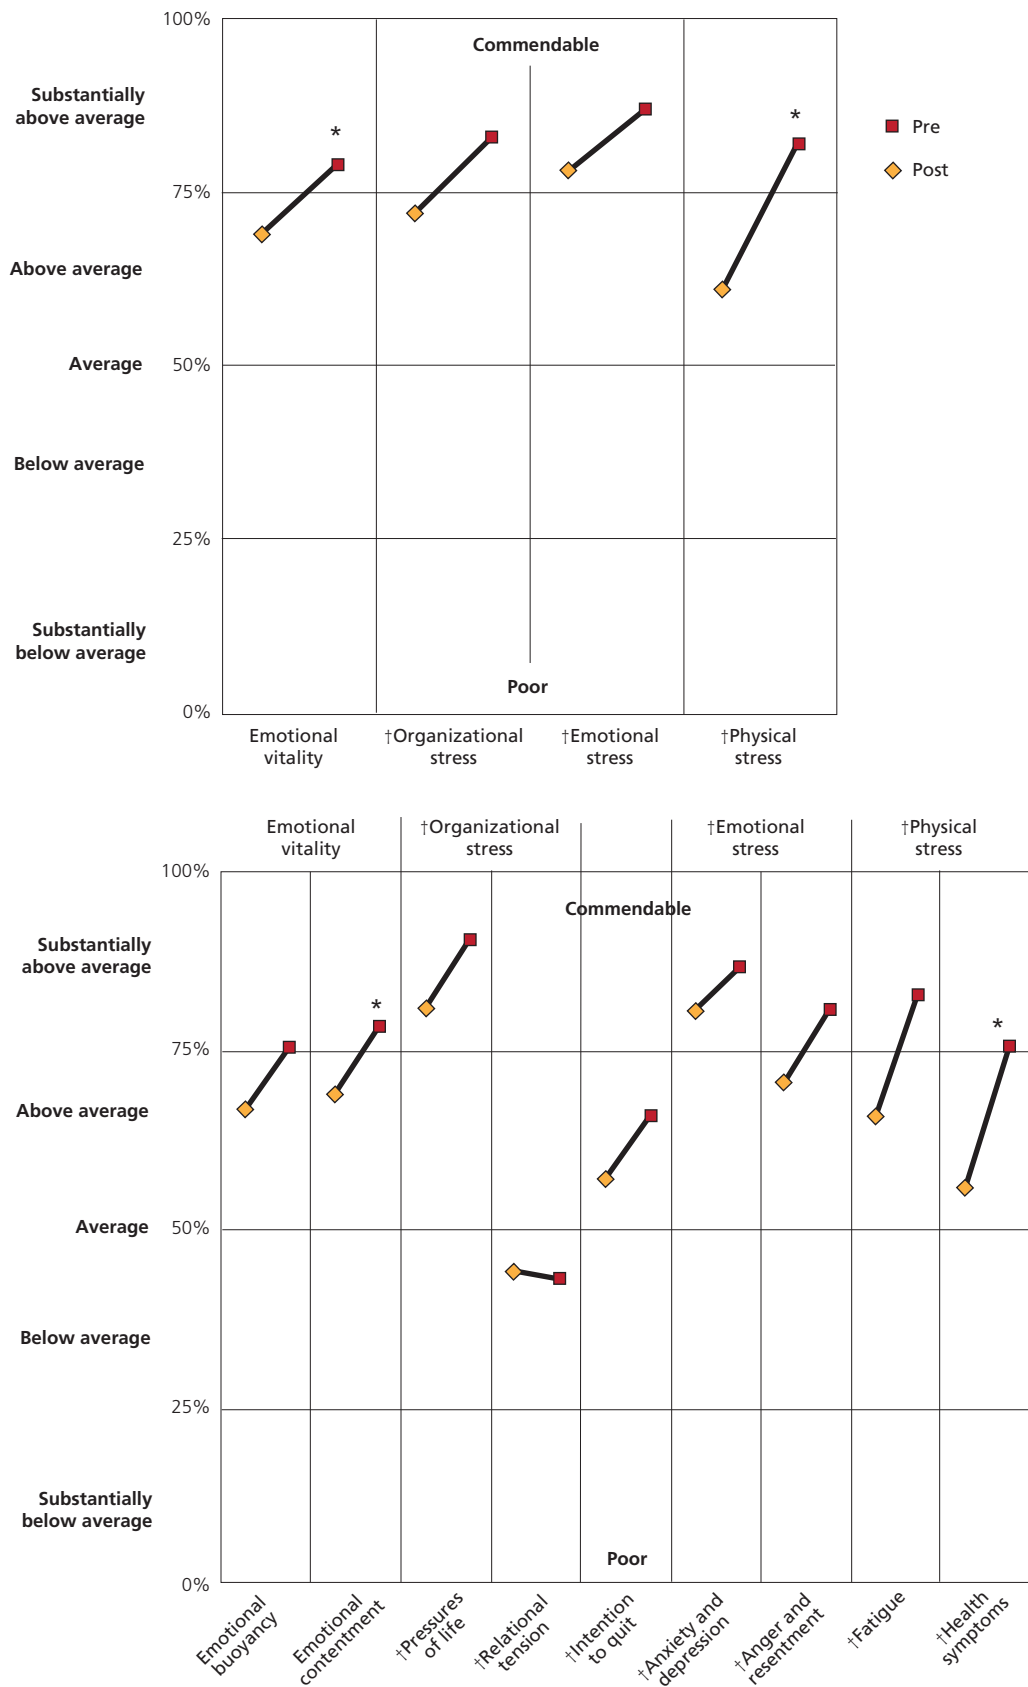 100%
Commendable
Substantially
above average
*
*
Pre
Post
75%
Above average
Average
50%
Below average
25%
Substantially
below average
Poor
0%
Emotional
vitality
†Organizational
stress
†Emotional
stress
†Physical
stress
Emotional
vitality
†Organizational
stress
†Emotional
stress
†Physical
stress
100%
Commendable
Substantially
above average
*
*
75%
Above average
Average
50%
Below average
25%
Substantially
below average
Poor
0%
Emotional
buoyancy
Emotional
contentment
†Pressures
of life
†Relational
tension
†Intention
to quit
†Anxiety and
depression
†Anger and
resentment
†Fatigue
†Health
symptoms